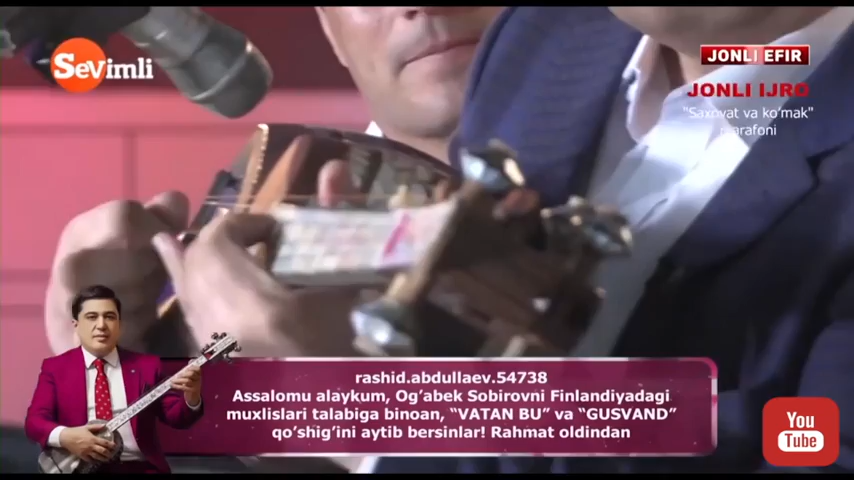 Sevimli
JONLI EFIR
JONLI IJRO
"Saxovat va ko'mak"
marafoni
rashid.abdullaev.54738
Assalomu alaykum, Og'abek Sobirovni Finlandiyadagi
muxlislari talabiga binoan, "VATAN BU" va "GUSVAND"
qo'shig'ini aytib bersinlar! Rahmat oldindan
You
Tube